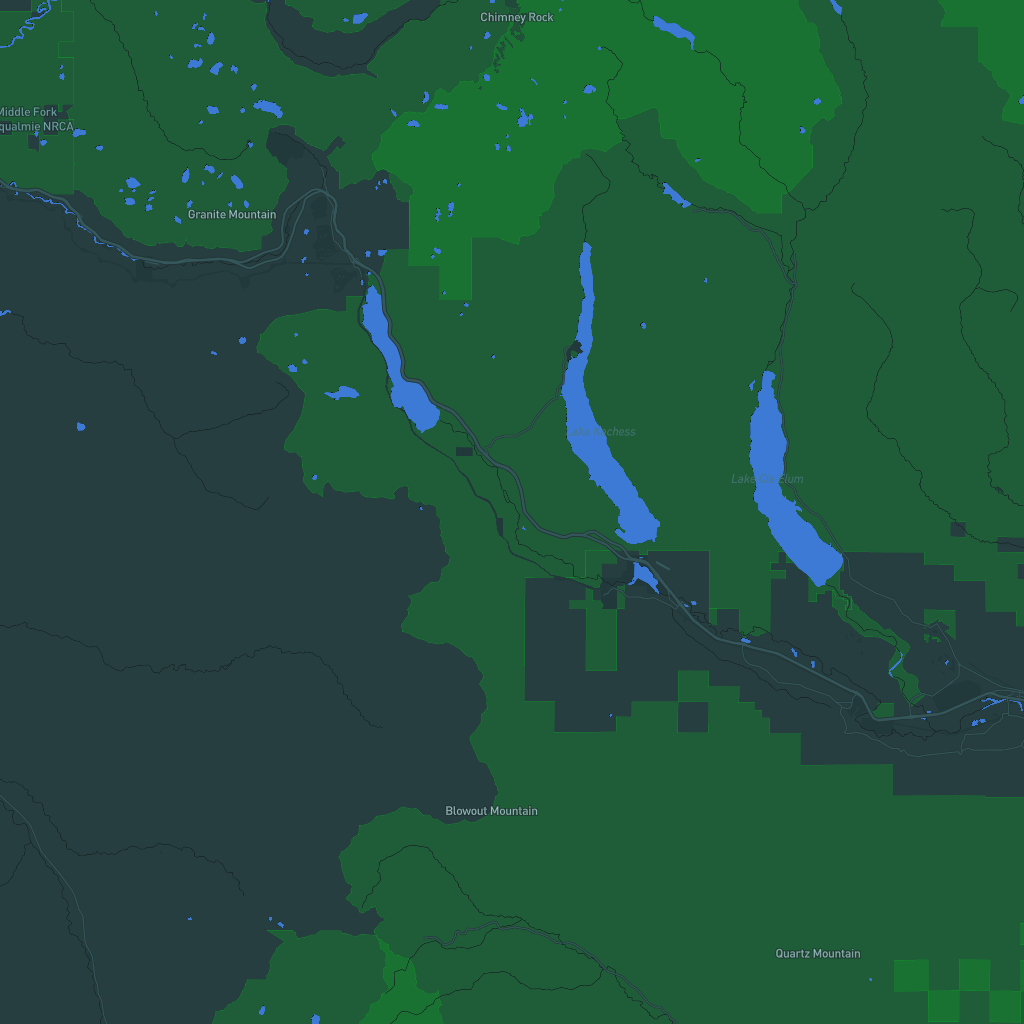 Chimney Rock
Middle Fork
qualmie NRCA
Granite Mountain
Lake Cle Elum
Blowout Mountain
Quartz Mountain